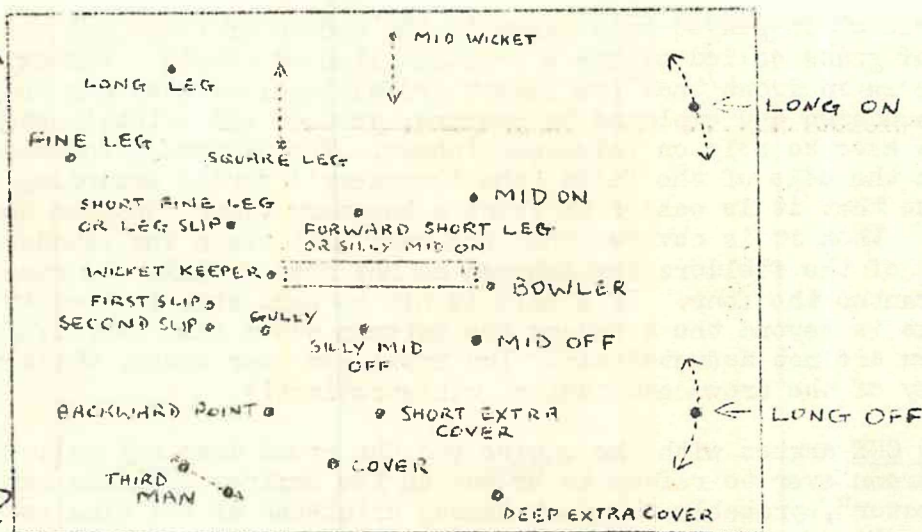 MID WICKET
LONG LEG
LONG ON
FINE LEG
SQUARE LEG
MID ON
SHORT FINE LEG
OR LEG SLIP
FORWARD SHORT LEG
OR SILLY MID ON
WICKET KEEPER
BOWLER
FIRST SLIP
SECOND SLIP
GULLY
SILLY MID
OFF
MID OFF
BACKWARD POINT
SHORT EXTRA
COVER
LONG OFF
COVER
THIRD
MAN
DEEP EXTRA COVER